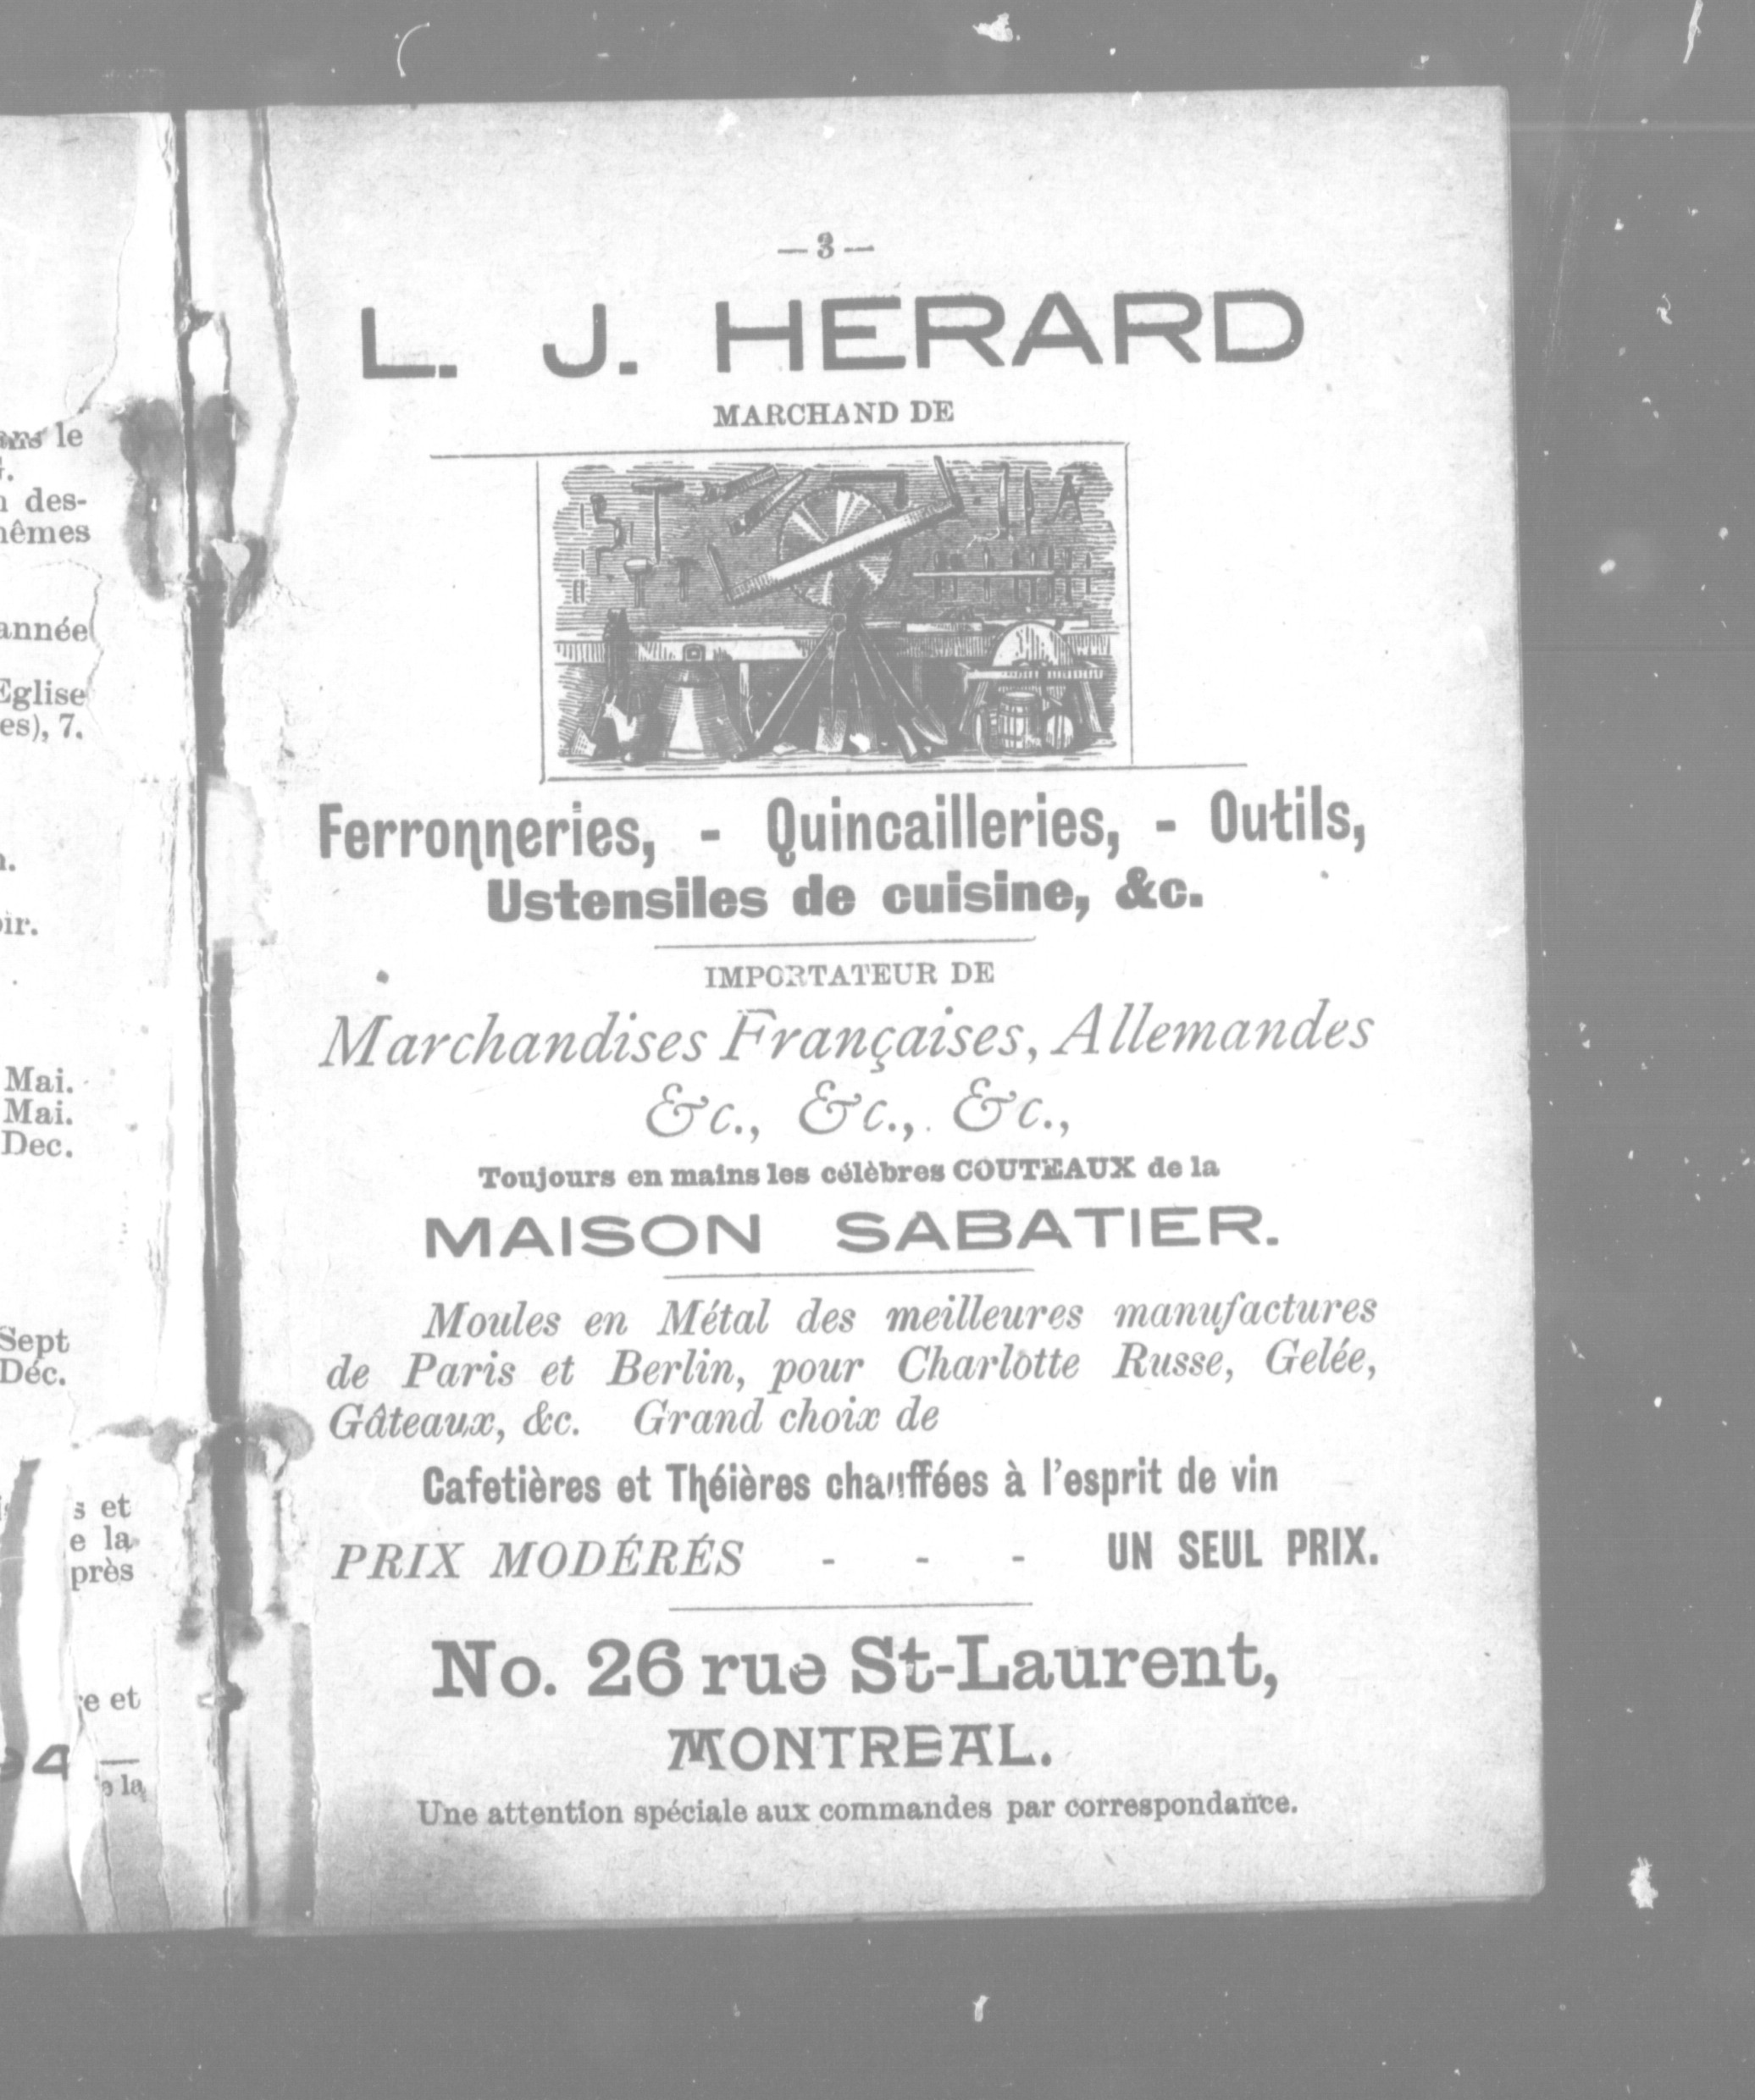 le
des-
mêmes
année
Eglise
es), 7.
Mai.
Mai.
Dec.
Sept
Déc.
s et
e la
près
e et
4 —
la
— 3 —
L. J. HERARD
MARCHAND DE
Ferronneries, - Quincailleries, - Outils,
Ustensiles de cuisine, &c.
IMPORTATEUR DE
Marchandises Françaises, Allemandes
&c., &c., &c.,
Toujours en mains les célèbres COUTEAUX de la
MAISON SABATIER.
Moules en Métal des meilleures manufactures
de Paris et Berlin, pour Charlotte Russe, Gelée,
Gâteaux, &c. Grand choix de
Cafetières et Théières chauffées à l'esprit de vin
PRIX MODÉRÉS - - - UN SEUL PRIX.
No. 26 rue St-Laurent,
MONTREAL.
Une attention spéciale aux commandes par correspondance.